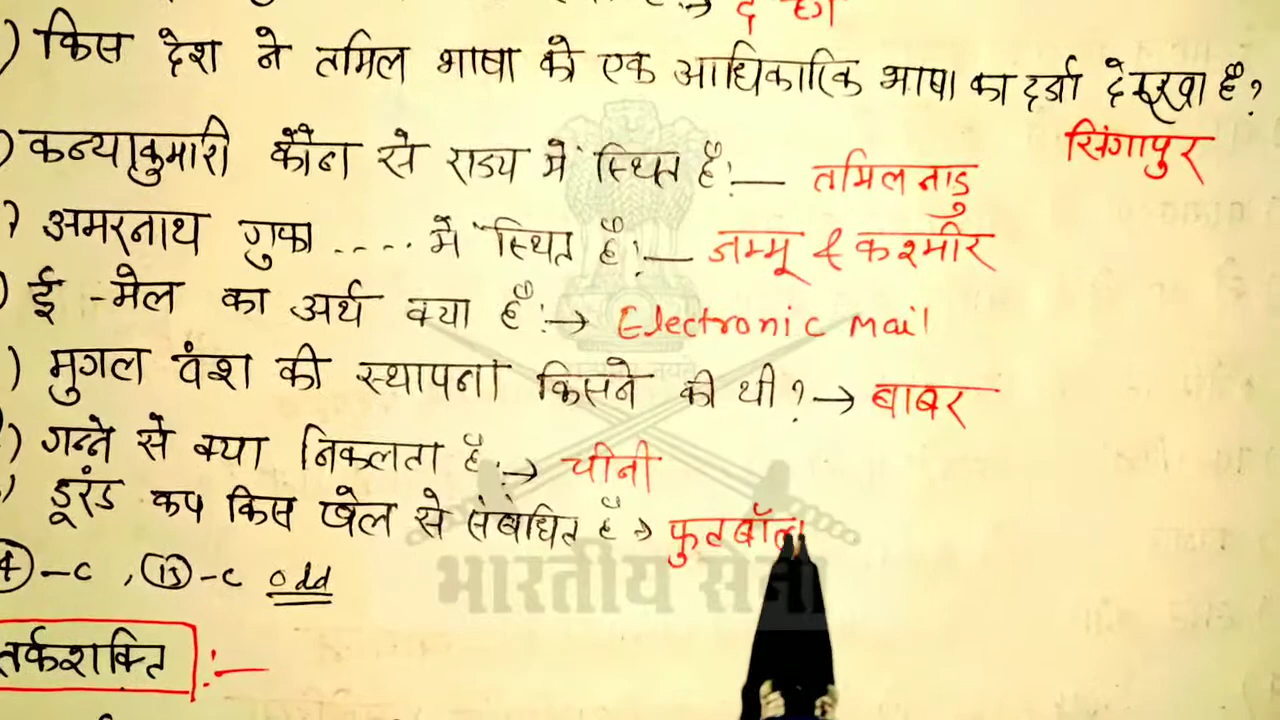 ) किस देश ने तमिल भाषा को एक आधिकारिक भाषा का दर्जा दे रखा है?
सिंगापुर
) कन्याकुमारी कौन से राज्य में स्थित है:— तमिलनाडु
? अमरनाथ गुफा .... में स्थित है:— जम्मू & कश्मीर
) ई -मेल का अर्थ क्या है:→ Electronic mail
) मुगल वंश की स्थापना किसने की थी?→ बाबर
) गन्ने से क्या निकलता है:→ चीनी
) डूरंड कप किस खेल से संबंधित है→ फुटबॉल
4-c , 13-c odd
भारतीय सेना
तर्कशक्ति :—